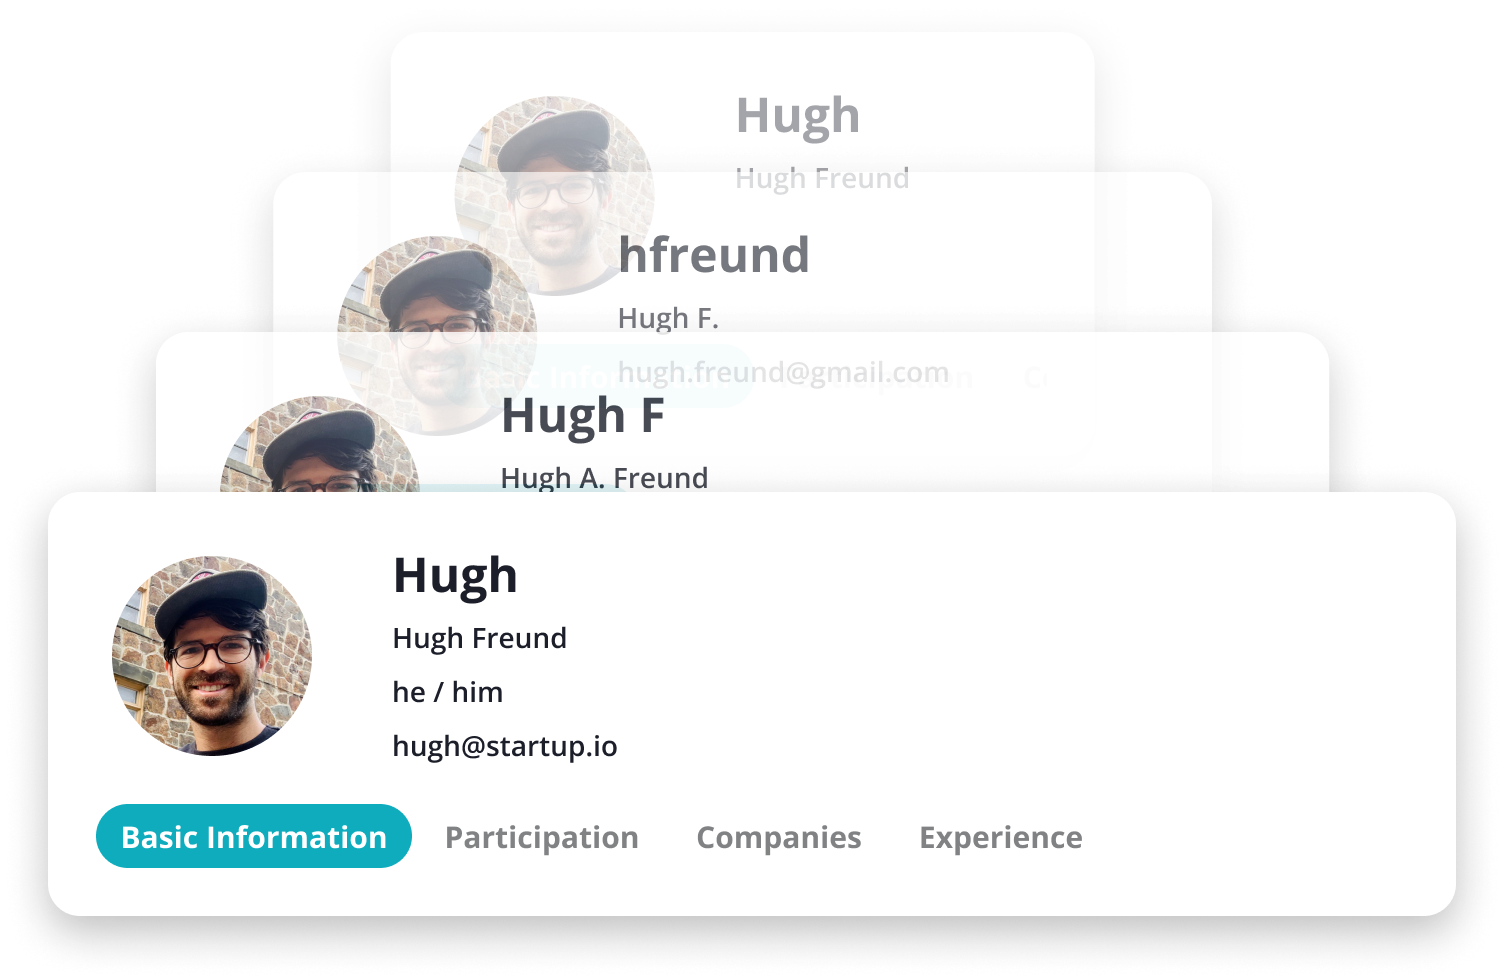 Hugh
Hugh Freund
hfreund
Hugh F.
hugh.freund@gmail.com
Hugh F
Hugh A. Freund
Hugh
Hugh Freund
he / him
hugh@startup.io
Basic Information Participation Companies Experience